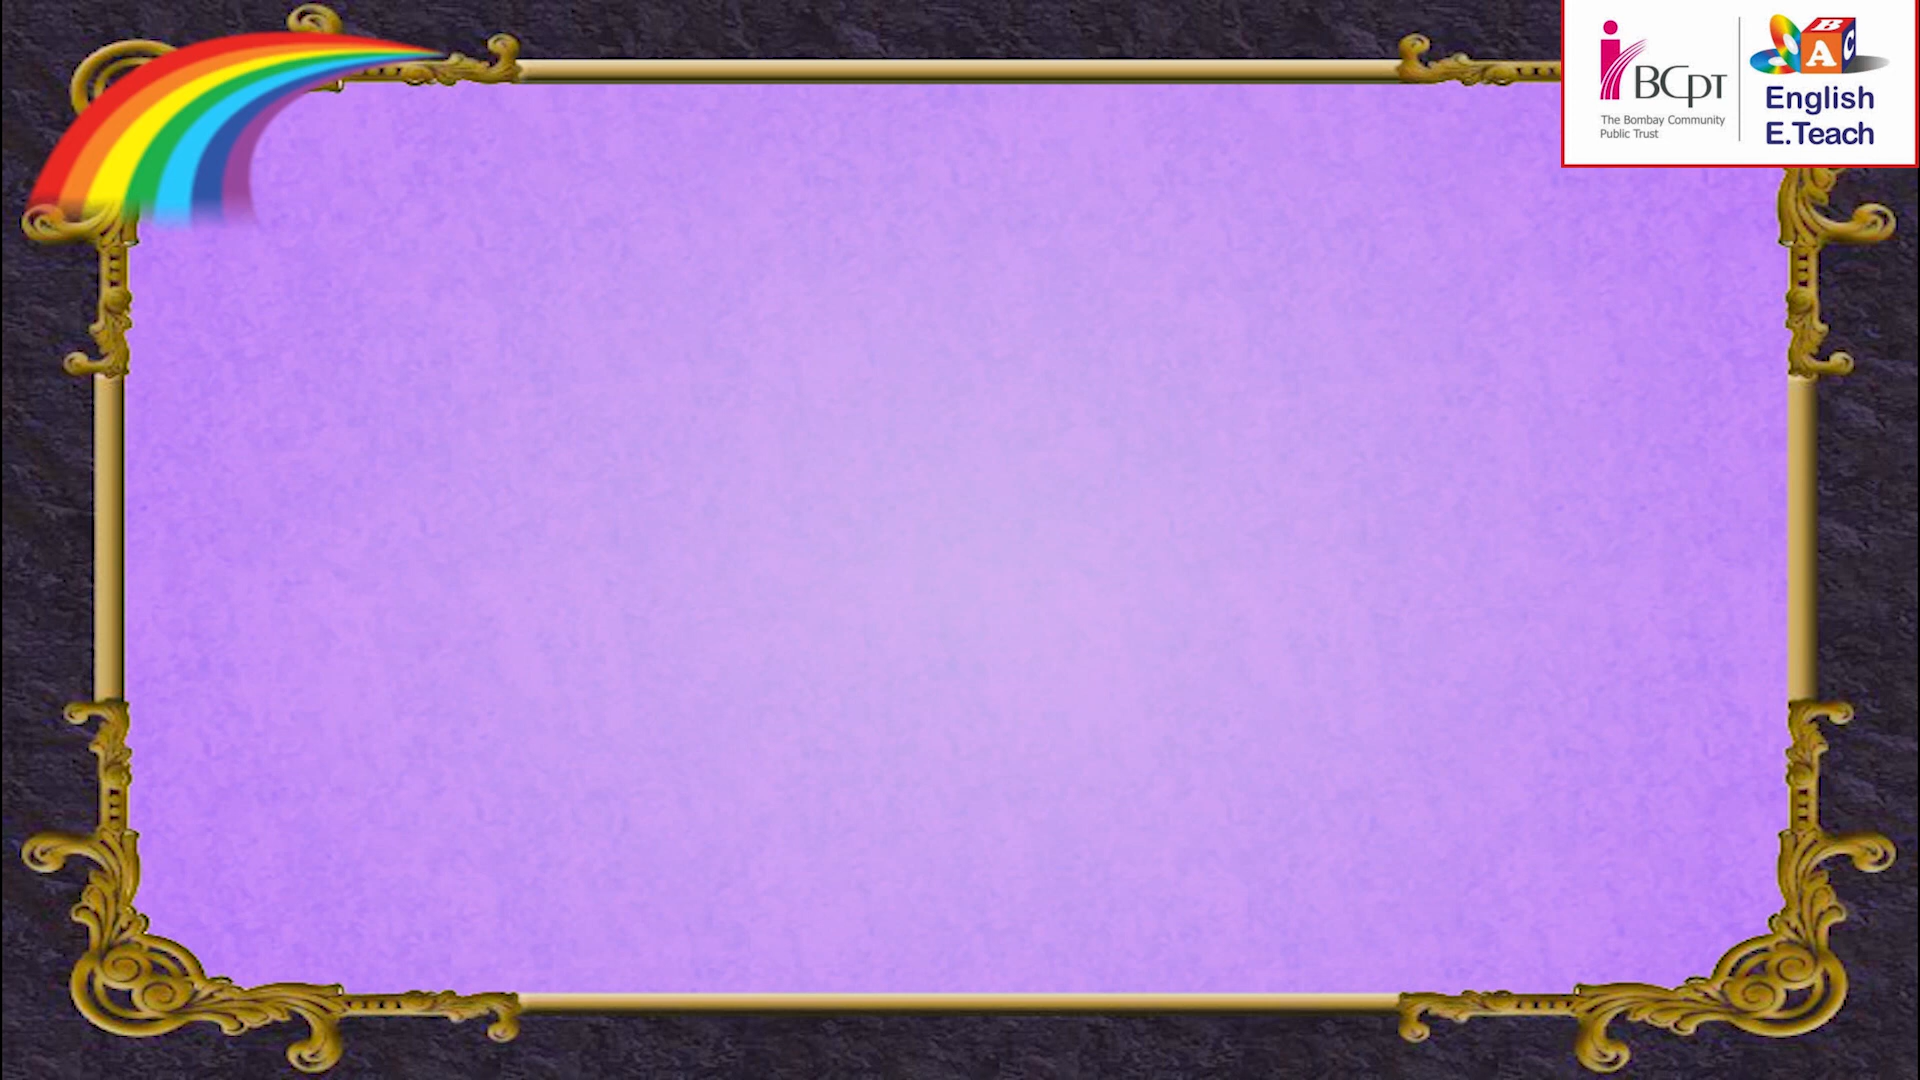 BCPT
The Bombay Community
Public Trust
B
A C
English
E.Teach